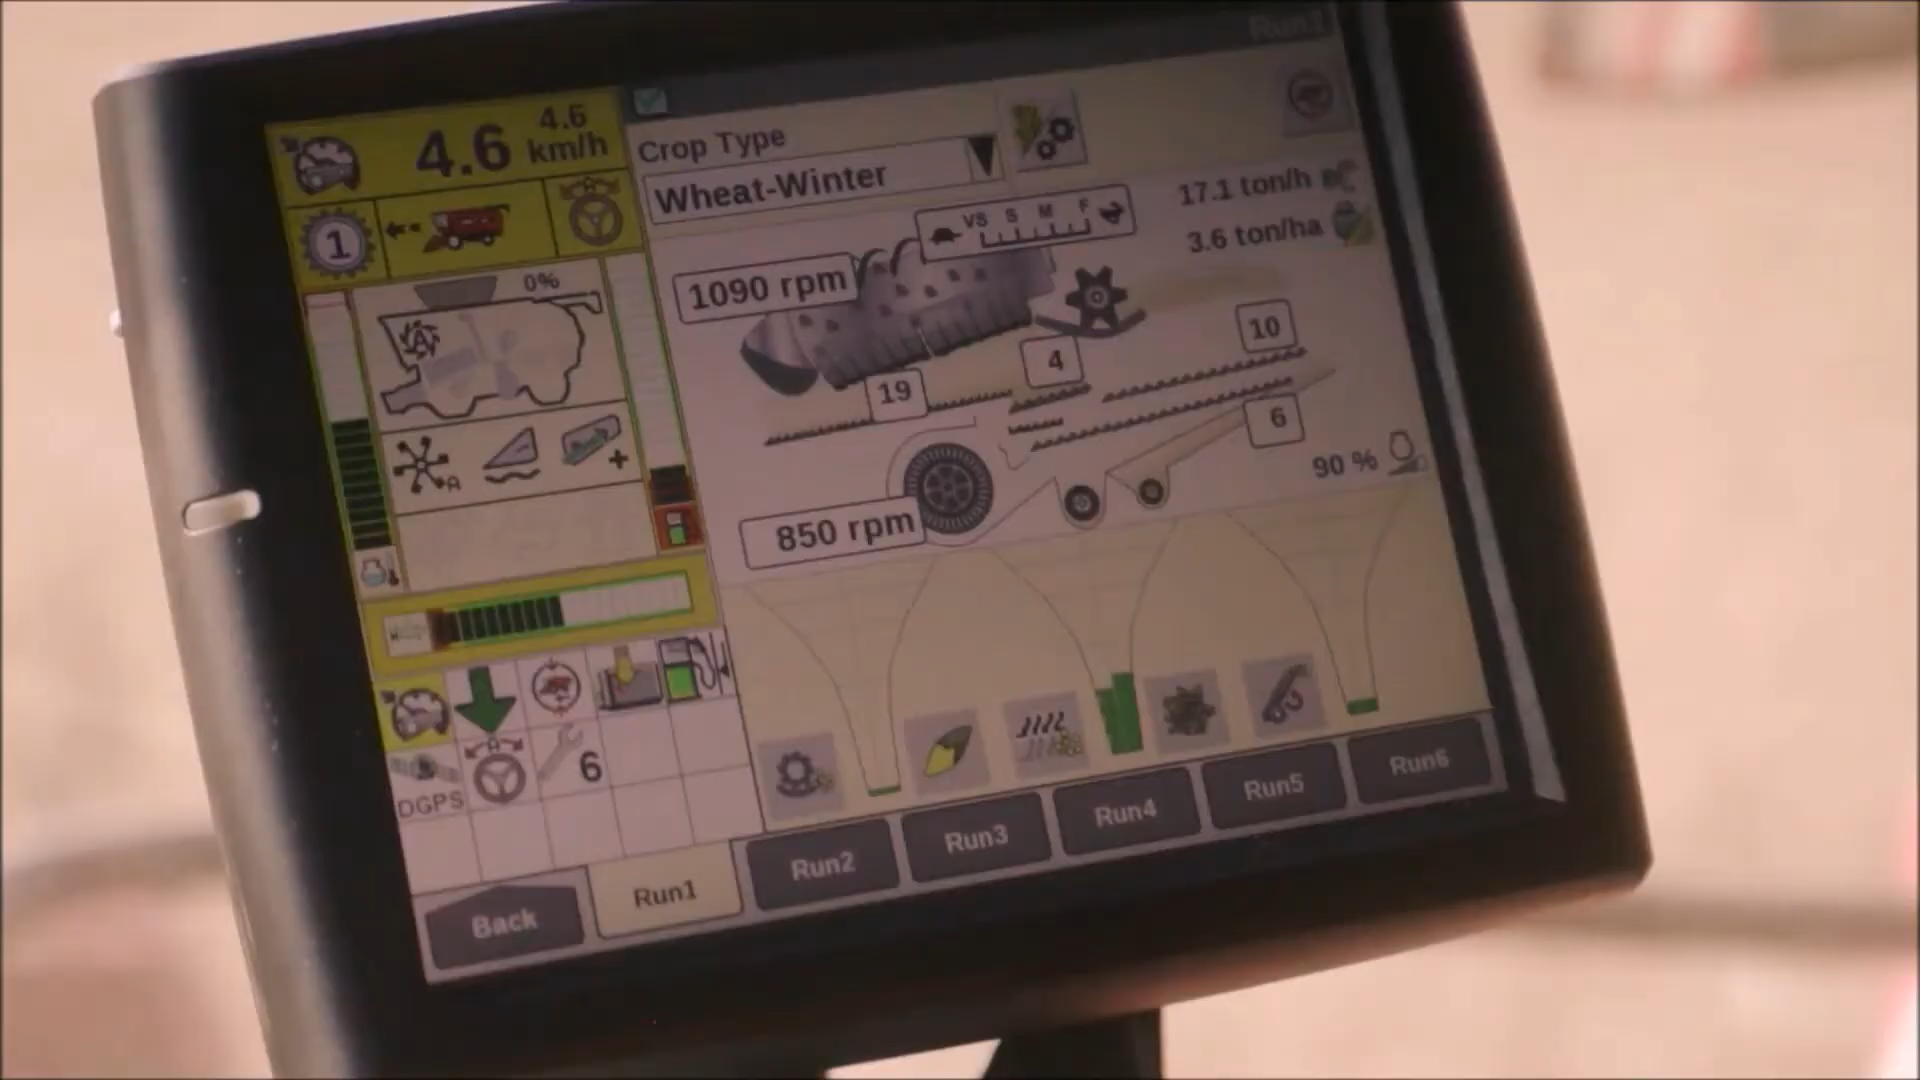 Run1
4.6
4.6
km/h
1
A
0%
A
A
+
A
DGPS
6
Crop Type
Wheat-Winter
VS S M F
17.1 ton/h
3.6 ton/ha
1090 rpm
19
4
10
6
90 %
850 rpm
Back
Run1
Run2
Run3
Run4
Run5
Run6